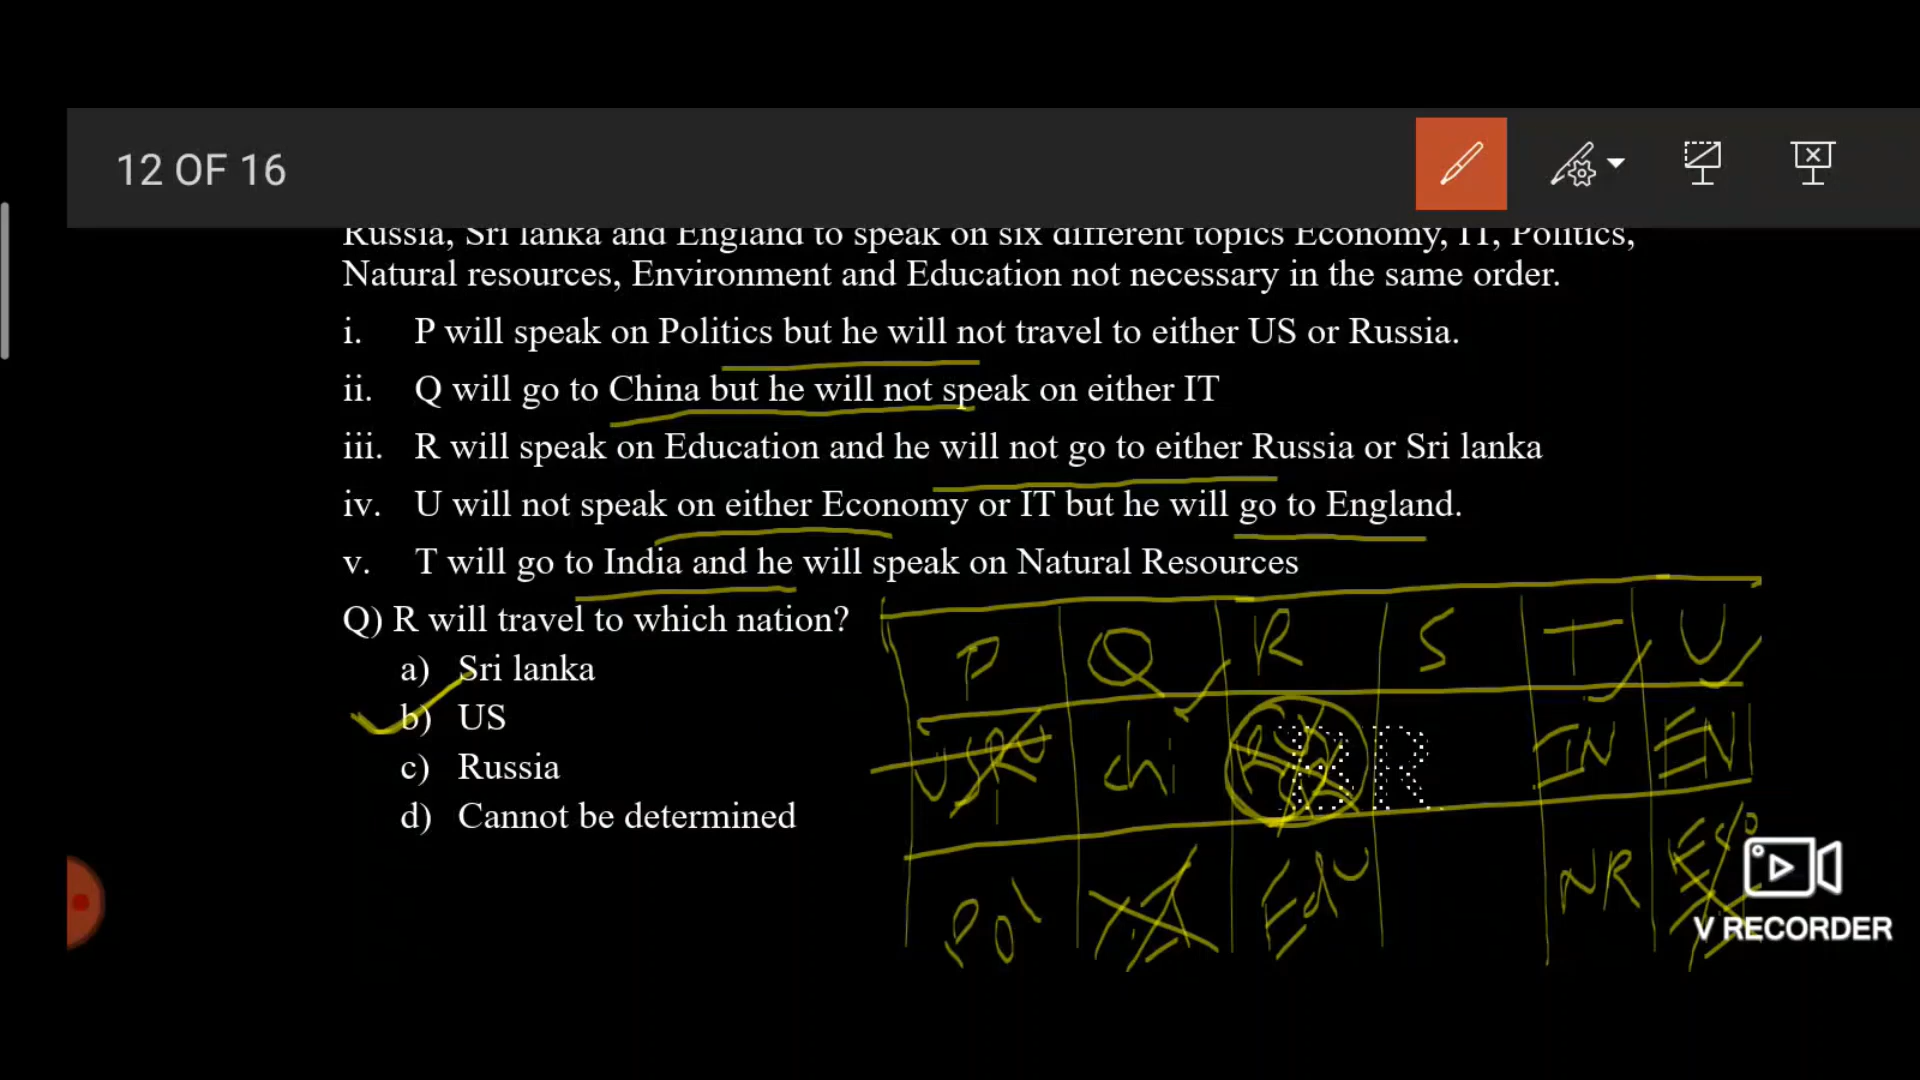 12 OF 16
Russia, Sri lanka and England to speak on six different topics Economy, IT, Politics,
Natural resources, Environment and Education not necessary in the same order.
i. P will speak on Politics but he will not travel to either US or Russia.
ii. Q will go to China but he will not speak on either IT
iii. R will speak on Education and he will not go to either Russia or Sri lanka
iv. U will not speak on either Economy or IT but he will go to England.
v. T will go to India and he will speak on Natural Resources
Q) R will travel to which nation?
a) Sri lanka
b) US
c) Russia
d) Cannot be determined
P Q R S T U
US RU chi IN EN
Pol Edu NR
V RECORDER